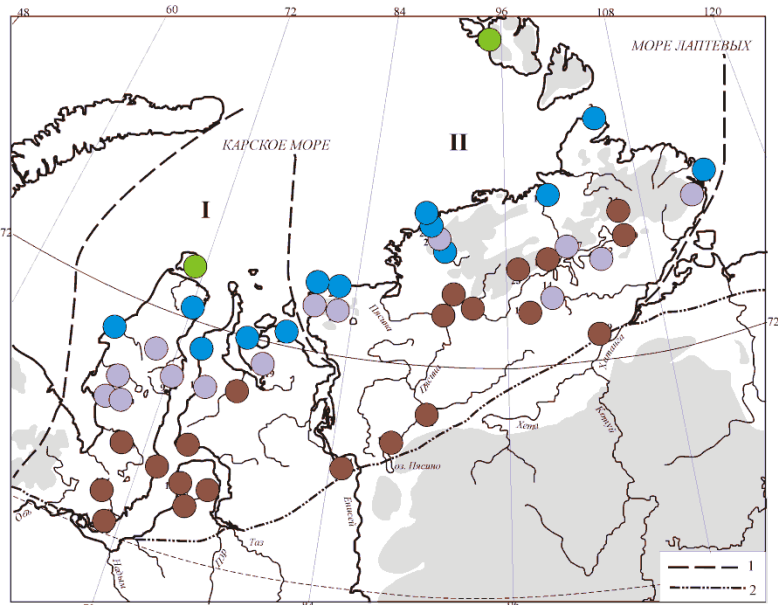 48
60
72
84
96
108
120
МОРЕ ЛАПТЕВЫХ
КАРСКОЕ МОРЕ
II
I
72
72
Пясина
Пясина
Хатанга
Хета
Котуй
оз. Пясино
Енисей
Обь
Надым
Пур
Таз
1
2